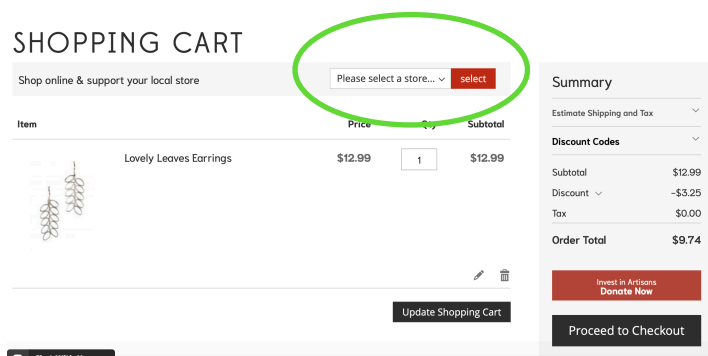 SHOPPING CART
Shop online & support your local store
Please select a store...
select
Item
Price
Qty
Subtotal
Lovely Leaves Earrings
$12.99
1
$12.99
Update Shopping Cart
Summary
Estimate Shipping and Tax
Discount Codes
Subtotal $12.99
Discount -$3.25
Tax $0.00
Order Total $9.74
Invest in Artisans
Donate Now
Proceed to Checkout